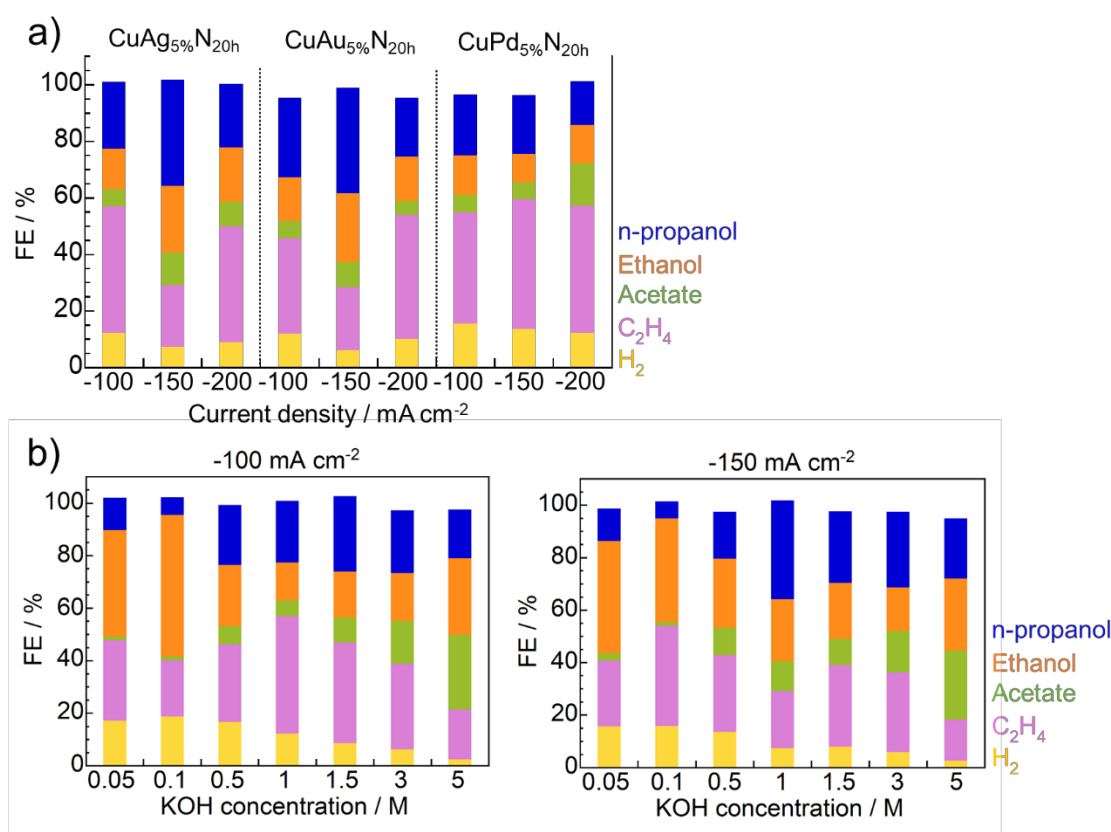 a)
CuAg5%N20h CuAu5%N20h CuPd5%N20h
100
80
60
40
20
0
FE / %
-100 -150 -200 -100 -150 -200 -100 -150 -200
Current density / mA cm-2
n-propanol
Ethanol
Acetate
C2H4
H2
b)
-100 mA cm-2
100
80
60
40
20
0
FE / %
0.05 0.1 0.5 1 1.5 3 5
KOH concentration / M
-150 mA cm-2
100
80
60
40
20
0
FE / %
0.05 0.1 0.5 1 1.5 3 5
KOH concentration / M
n-propanol
Ethanol
Acetate
C2H4
H2